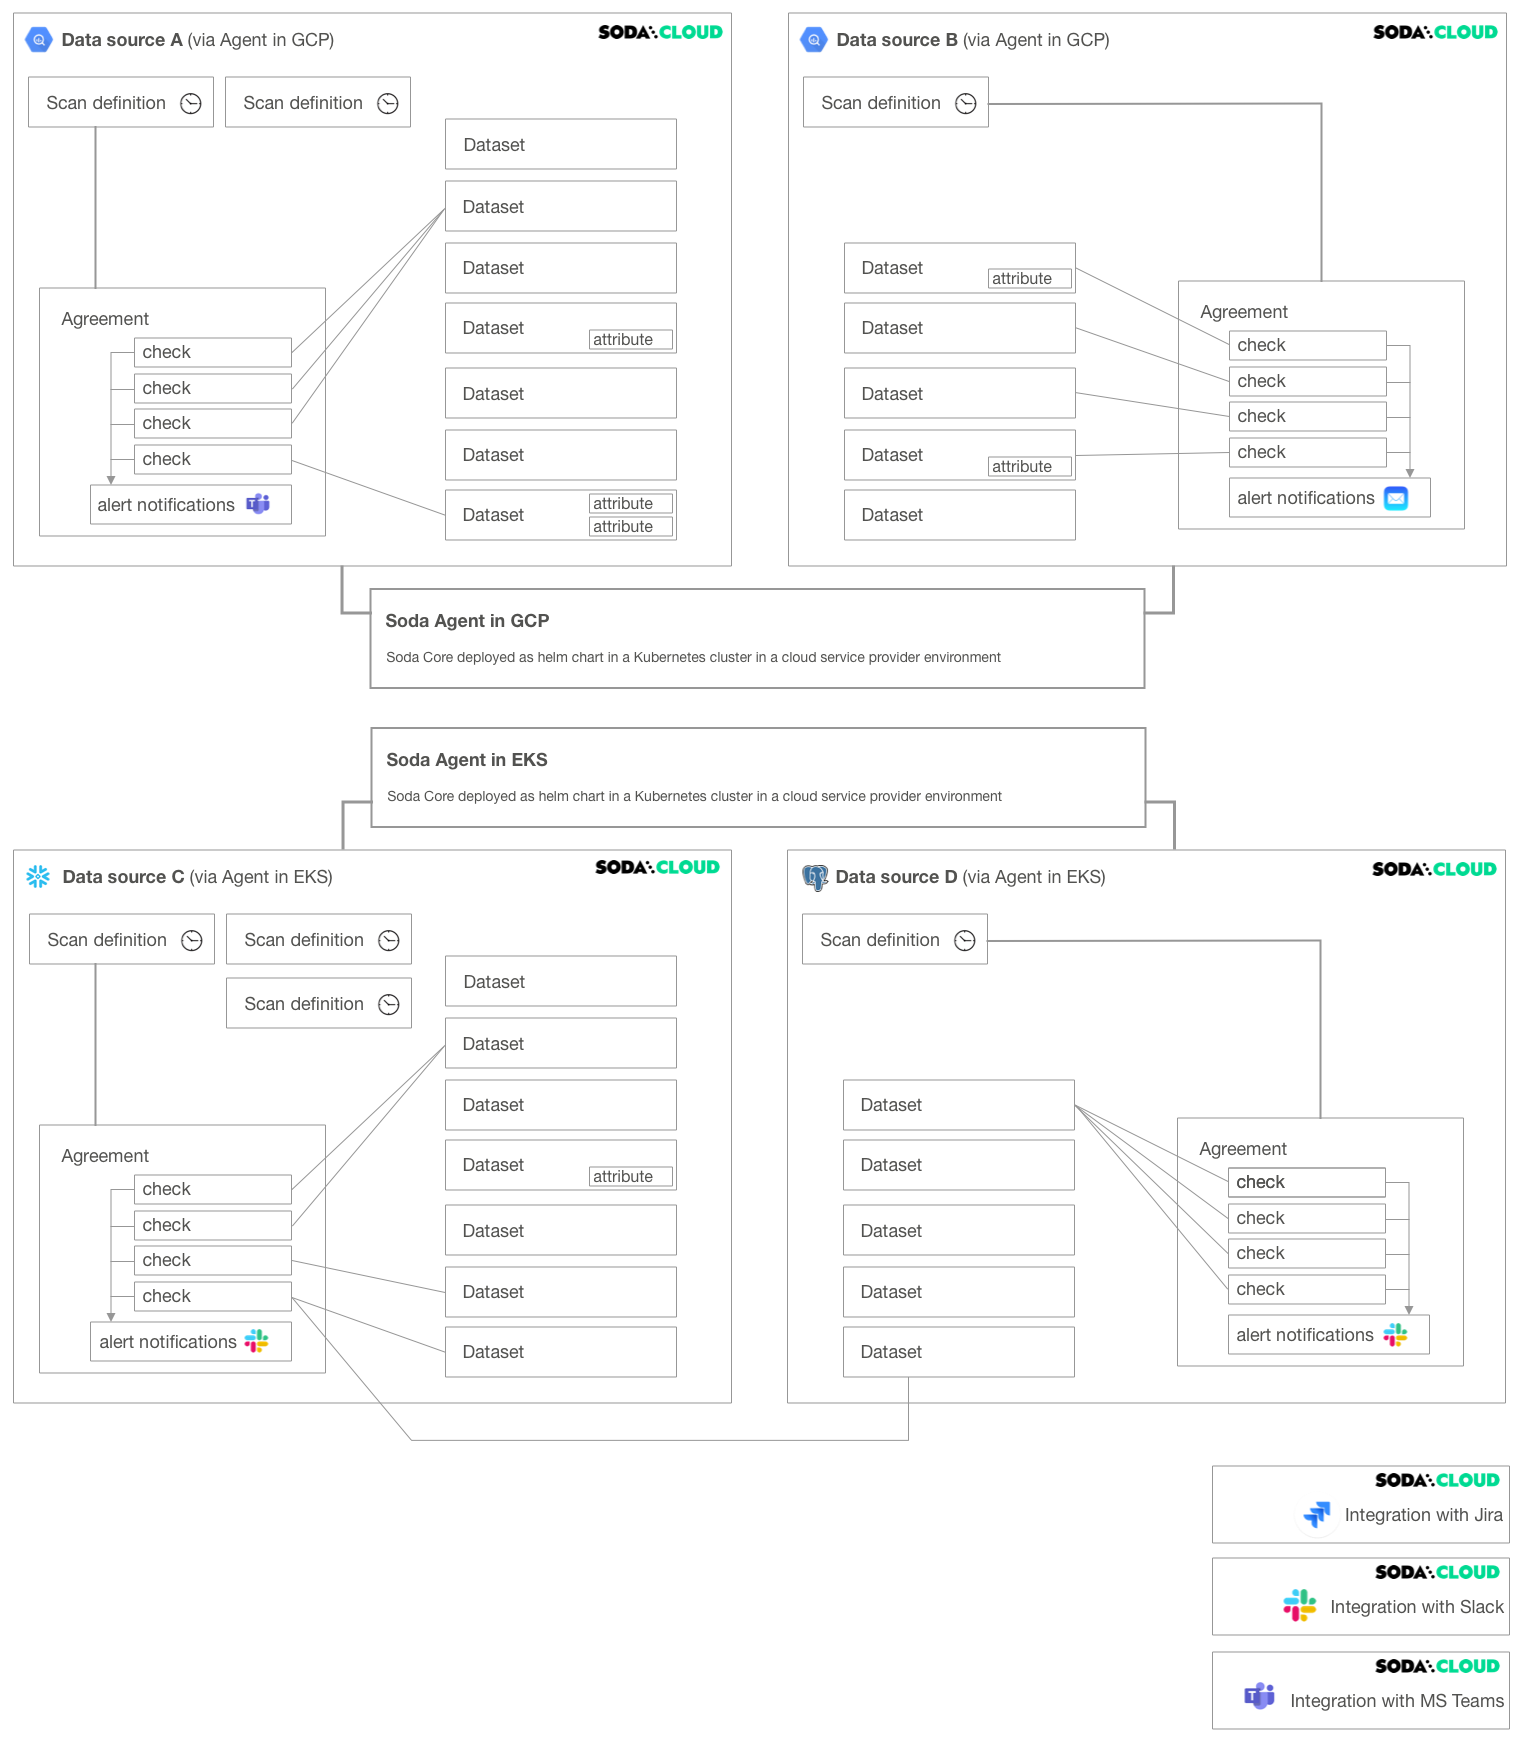 Data source A (via Agent in GCP)
SODA CLOUD
Scan definition
Scan definition
Dataset
Dataset
Dataset
Dataset
attribute
Dataset
Dataset
Dataset
attribute
attribute
Agreement
check
check
check
check
alert notifications
Data source B (via Agent in GCP)
SODA CLOUD
Scan definition
Dataset
attribute
Dataset
Dataset
Dataset
attribute
Dataset
Agreement
check
check
check
check
alert notifications
Soda Agent in GCP
Soda Core deployed as helm chart in a Kubernetes cluster in a cloud service provider environment
Soda Agent in EKS
Soda Core deployed as helm chart in a Kubernetes cluster in a cloud service provider environment
Data source C (via Agent in EKS)
SODA CLOUD
Scan definition
Scan definition
Scan definition
Dataset
Dataset
Dataset
Dataset
attribute
Dataset
Dataset
Dataset
Agreement
check
check
check
check
alert notifications
Data source D (via Agent in EKS)
SODA CLOUD
Scan definition
Dataset
Dataset
Dataset
Dataset
Dataset
Agreement
check
check
check
check
alert notifications
SODA CLOUD
Integration with Jira
SODA CLOUD
Integration with Slack
SODA CLOUD
Integration with MS Teams